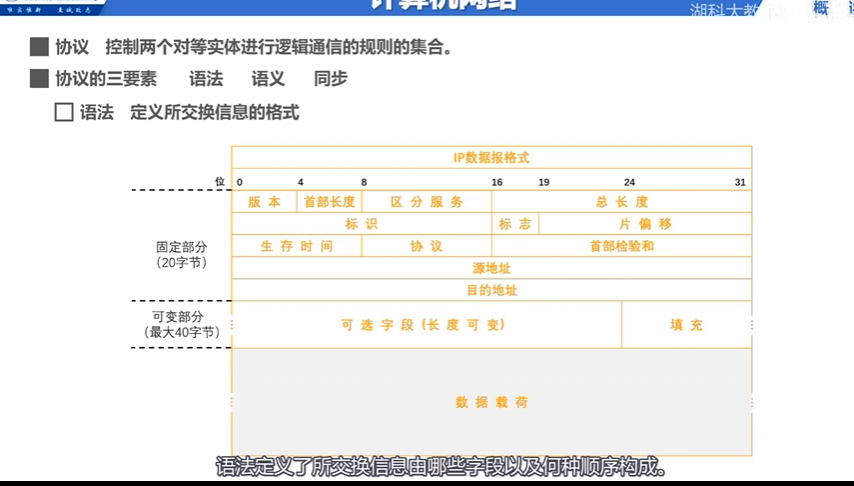 计算机网络
湖科大教
概
唯实惟新 至诚致志
协议 控制两个对等实体进行逻辑通信的规则的集合。
协议的三要素 语法 语义 同步
语法 定义所交换信息的格式
IP数据报格式
位 0 4 8 16 19 24 31
版本 首部长度 区分服务 总长度
标识 标志 片偏移
固定部分
(20字节)
生存时间 协议 首部检验和
源地址
目的地址
可变部分
(最大40字节)
可选字段(长度可变) 填充
数据载荷
语法定义了所交换信息由哪些字段以及何种顺序构成。